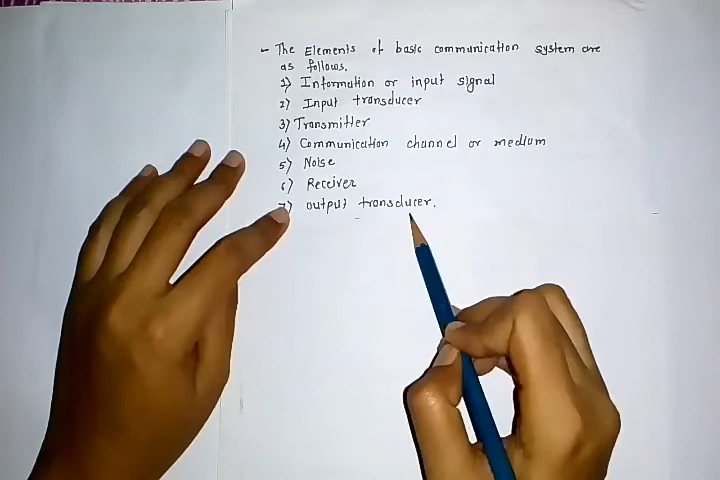 - The Elements of basic communication system are
as follows.
1) Information or input signal
2) Input transducer
3) Transmitter
4) Communication channel or medium
5) Noise
6) Receiver
7) output transducer.